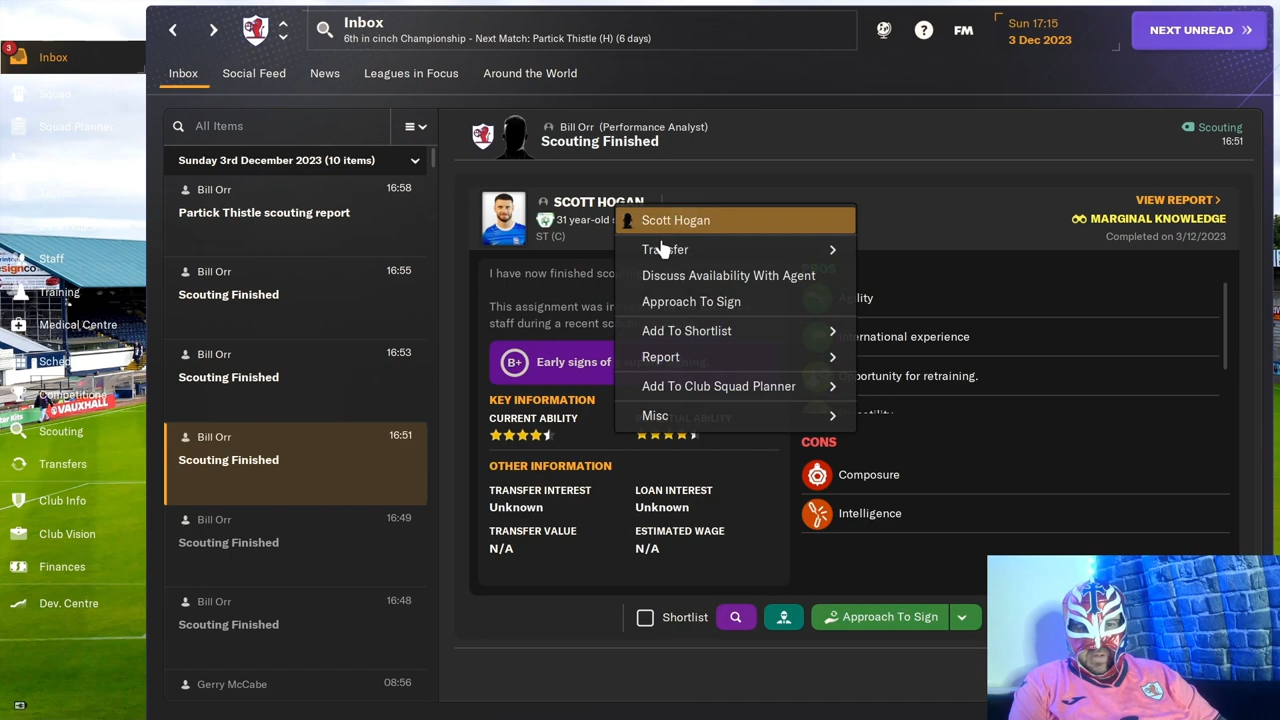 3
Inbox
Squad
Squad Planner
Staff
Training
Medical Centre
Sched
Competitions
Scouting
Transfers
Club Info
Club Vision
Finances
Dev. Centre
VAUXHALL
Inbox
6th in cinch Championship - Next Match: Partick Thistle (H) (6 days)
?
FM
Sun 17:15
3 Dec 2023
NEXT UNREAD
Inbox
Social Feed
News
Leagues in Focus
Around the World
All Items
Sunday 3rd December 2023 (10 items)
Bill Orr 16:58
Partick Thistle scouting report
Bill Orr 16:55
Scouting Finished
Bill Orr 16:53
Scouting Finished
Bill Orr 16:51
Scouting Finished
Bill Orr 16:49
Scouting Finished
Bill Orr 16:48
Scouting Finished
Gerry McCabe 08:56
Bill Orr (Performance Analyst)
Scouting Finished
Scouting
16:51
SCOTT HOGAN
31 year-old
ST (C)
VIEW REPORT >
MARGINAL KNOWLEDGE
Completed on 3/12/2023
Scott Hogan
Transfer
Discuss Availability With Agent
Approach To Sign
Add To Shortlist
Report
Add To Club Squad Planner
Misc
I have now finished
This assignment was
staff during a recent
B+
Early signs of
KEY INFORMATION
CURRENT ABILITY
OTHER INFORMATION
TRANSFER INTEREST
Unknown
LOAN INTEREST
Unknown
TRANSFER VALUE
N/A
ESTIMATED WAGE
N/A
Agility
International experience
Opportunity for retraining.
CONS
Composure
Intelligence
Shortlist
Approach To Sign